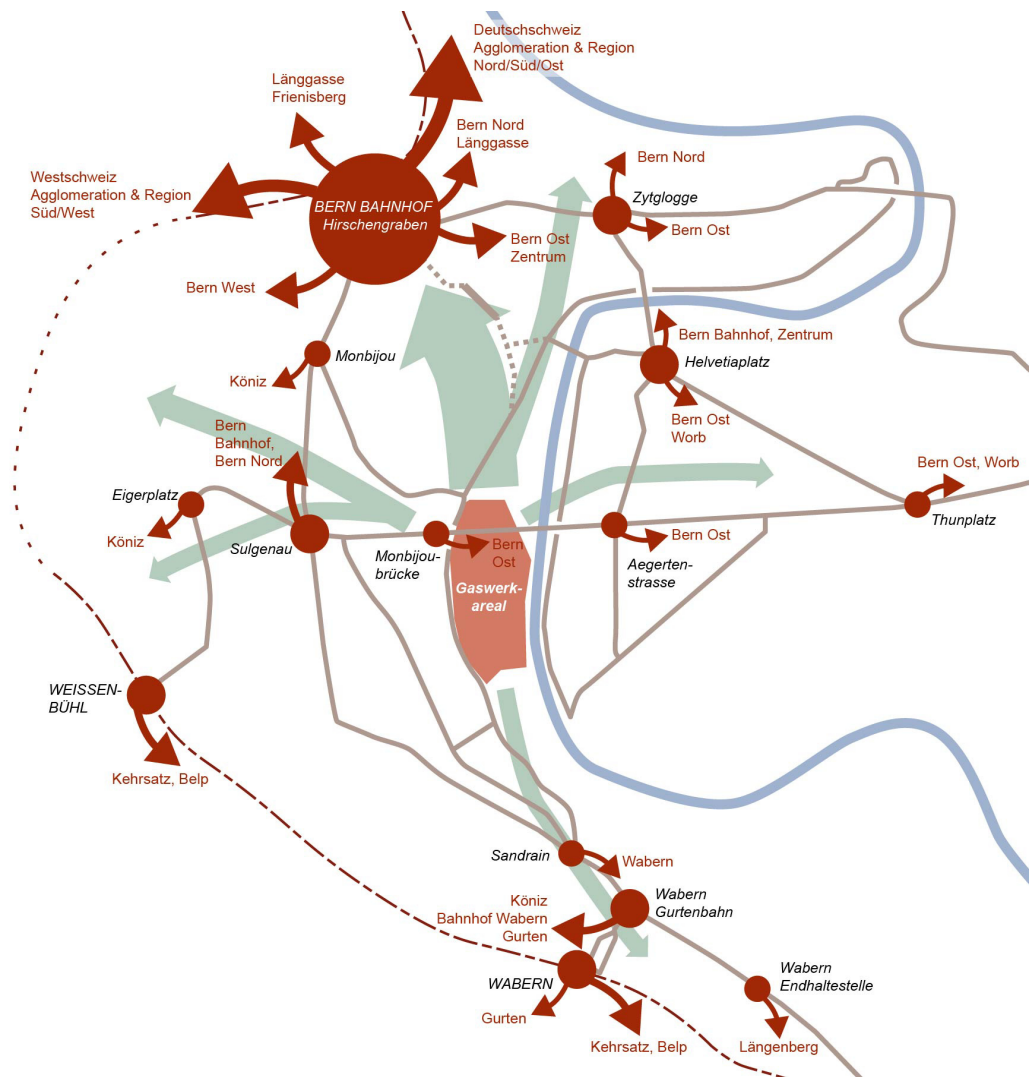 Deutschschweiz
Agglomeration & Region
Nord/Süd/Ost
Länggasse
Frienisberg
Bern Nord
Länggasse
Bern Nord
Westschweiz
Agglomeration & Region
Süd/West
Zytglogge
BERN BAHNHOF
Hirschengraben
Bern Ost
Bern Ost
Zentrum
Bern West
Bern Bahnhof, Zentrum
Monbijou
Helvetiaplatz
Köniz
Bern Ost
Worb
Bern
Bahnhof,
Bern Nord
Bern Ost, Worb
Eigerplatz
Thunplatz
Köniz
Sulgenau
Monbijou-
brücke
Bern
Ost
Bern Ost
Aegerten-
strasse
Gaswerk-
areal
WEISSEN-
BÜHL
Kehrsatz, Belp
Sandrain
Wabern
Köniz
Bahnhof Wabern
Gurten
Wabern
Gurtenbahn
WABERN
Wabern
Endhaltestelle
Gurten
Kehrsatz, Belp
Längenberg